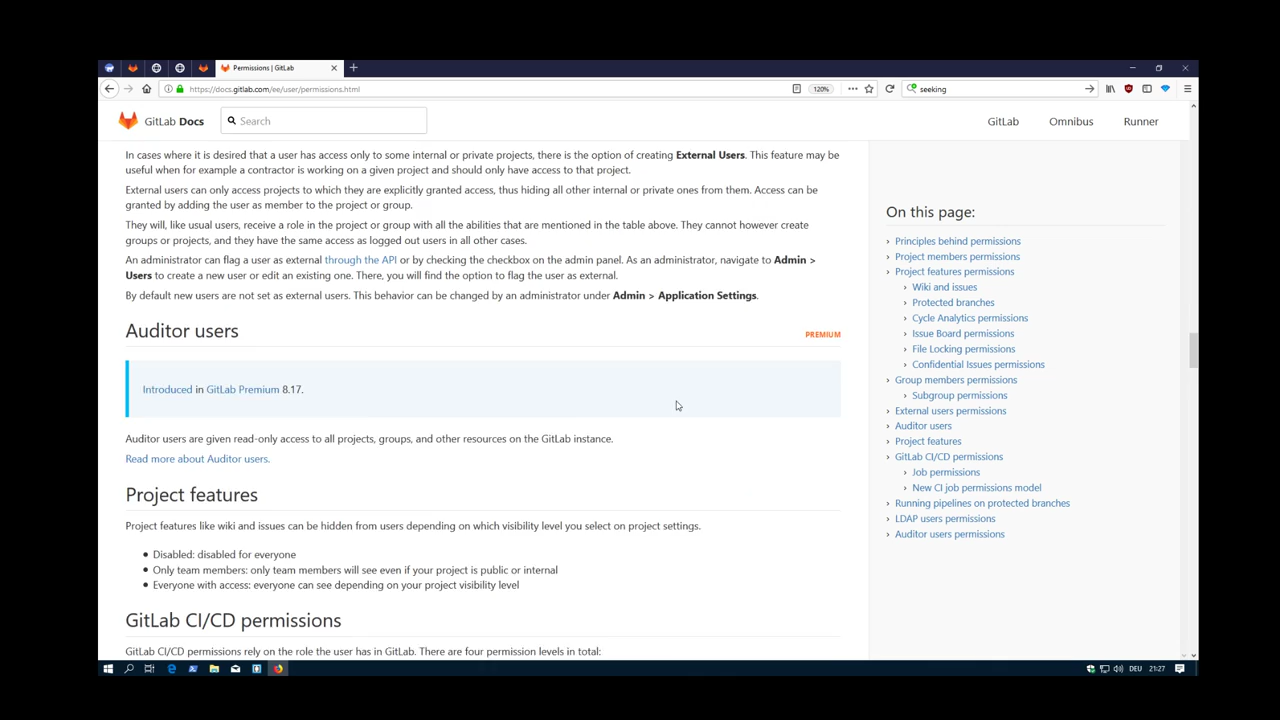 Permissions | GitLab
https://docs.gitlab.com/ee/user/permissions.html
120%
seeking
GitLab Docs
Search
GitLab
Omnibus
Runner
In cases where it is desired that a user has access only to some internal or private projects, there is the option of creating External Users. This feature may be
useful when for example a contractor is working on a given project and should only have access to that project.
External users can only access projects to which they are explicitly granted access, thus hiding all other internal or private ones from them. Access can be
granted by adding the user as member to the project or group.
They will, like usual users, receive a role in the project or group with all the abilities that are mentioned in the table above. They cannot however create
groups or projects, and they have the same access as logged out users in all other cases.
An administrator can flag a user as external through the API or by checking the checkbox on the admin panel. As an administrator, navigate to Admin >
Users to create a new user or edit an existing one. There, you will find the option to flag the user as external.
By default new users are not set as external users. This behavior can be changed by an administrator under Admin > Application Settings.
Auditor users
PREMIUM
Introduced in GitLab Premium 8.17.
Auditor users are given read-only access to all projects, groups, and other resources on the GitLab instance.
Read more about Auditor users.
Project features
Project features like wiki and issues can be hidden from users depending on which visibility level you select on project settings.
Disabled: disabled for everyone
Only team members: only team members will see even if your project is public or internal
Everyone with access: everyone can see depending on your project visibility level
GitLab CI/CD permissions
GitLab CI/CD permissions rely on the role the user has in GitLab. There are four permission levels in total:
On this page:
Principles behind permissions
Project members permissions
Project features permissions
Wiki and issues
Protected branches
Cycle Analytics permissions
Issue Board permissions
File Locking permissions
Confidential Issues permissions
Group members permissions
Subgroup permissions
External users permissions
Auditor users
Project features
GitLab CI/CD permissions
Job permissions
New CI job permissions model
Running pipelines on protected branches
LDAP users permissions
Auditor users permissions
DEU
21:27